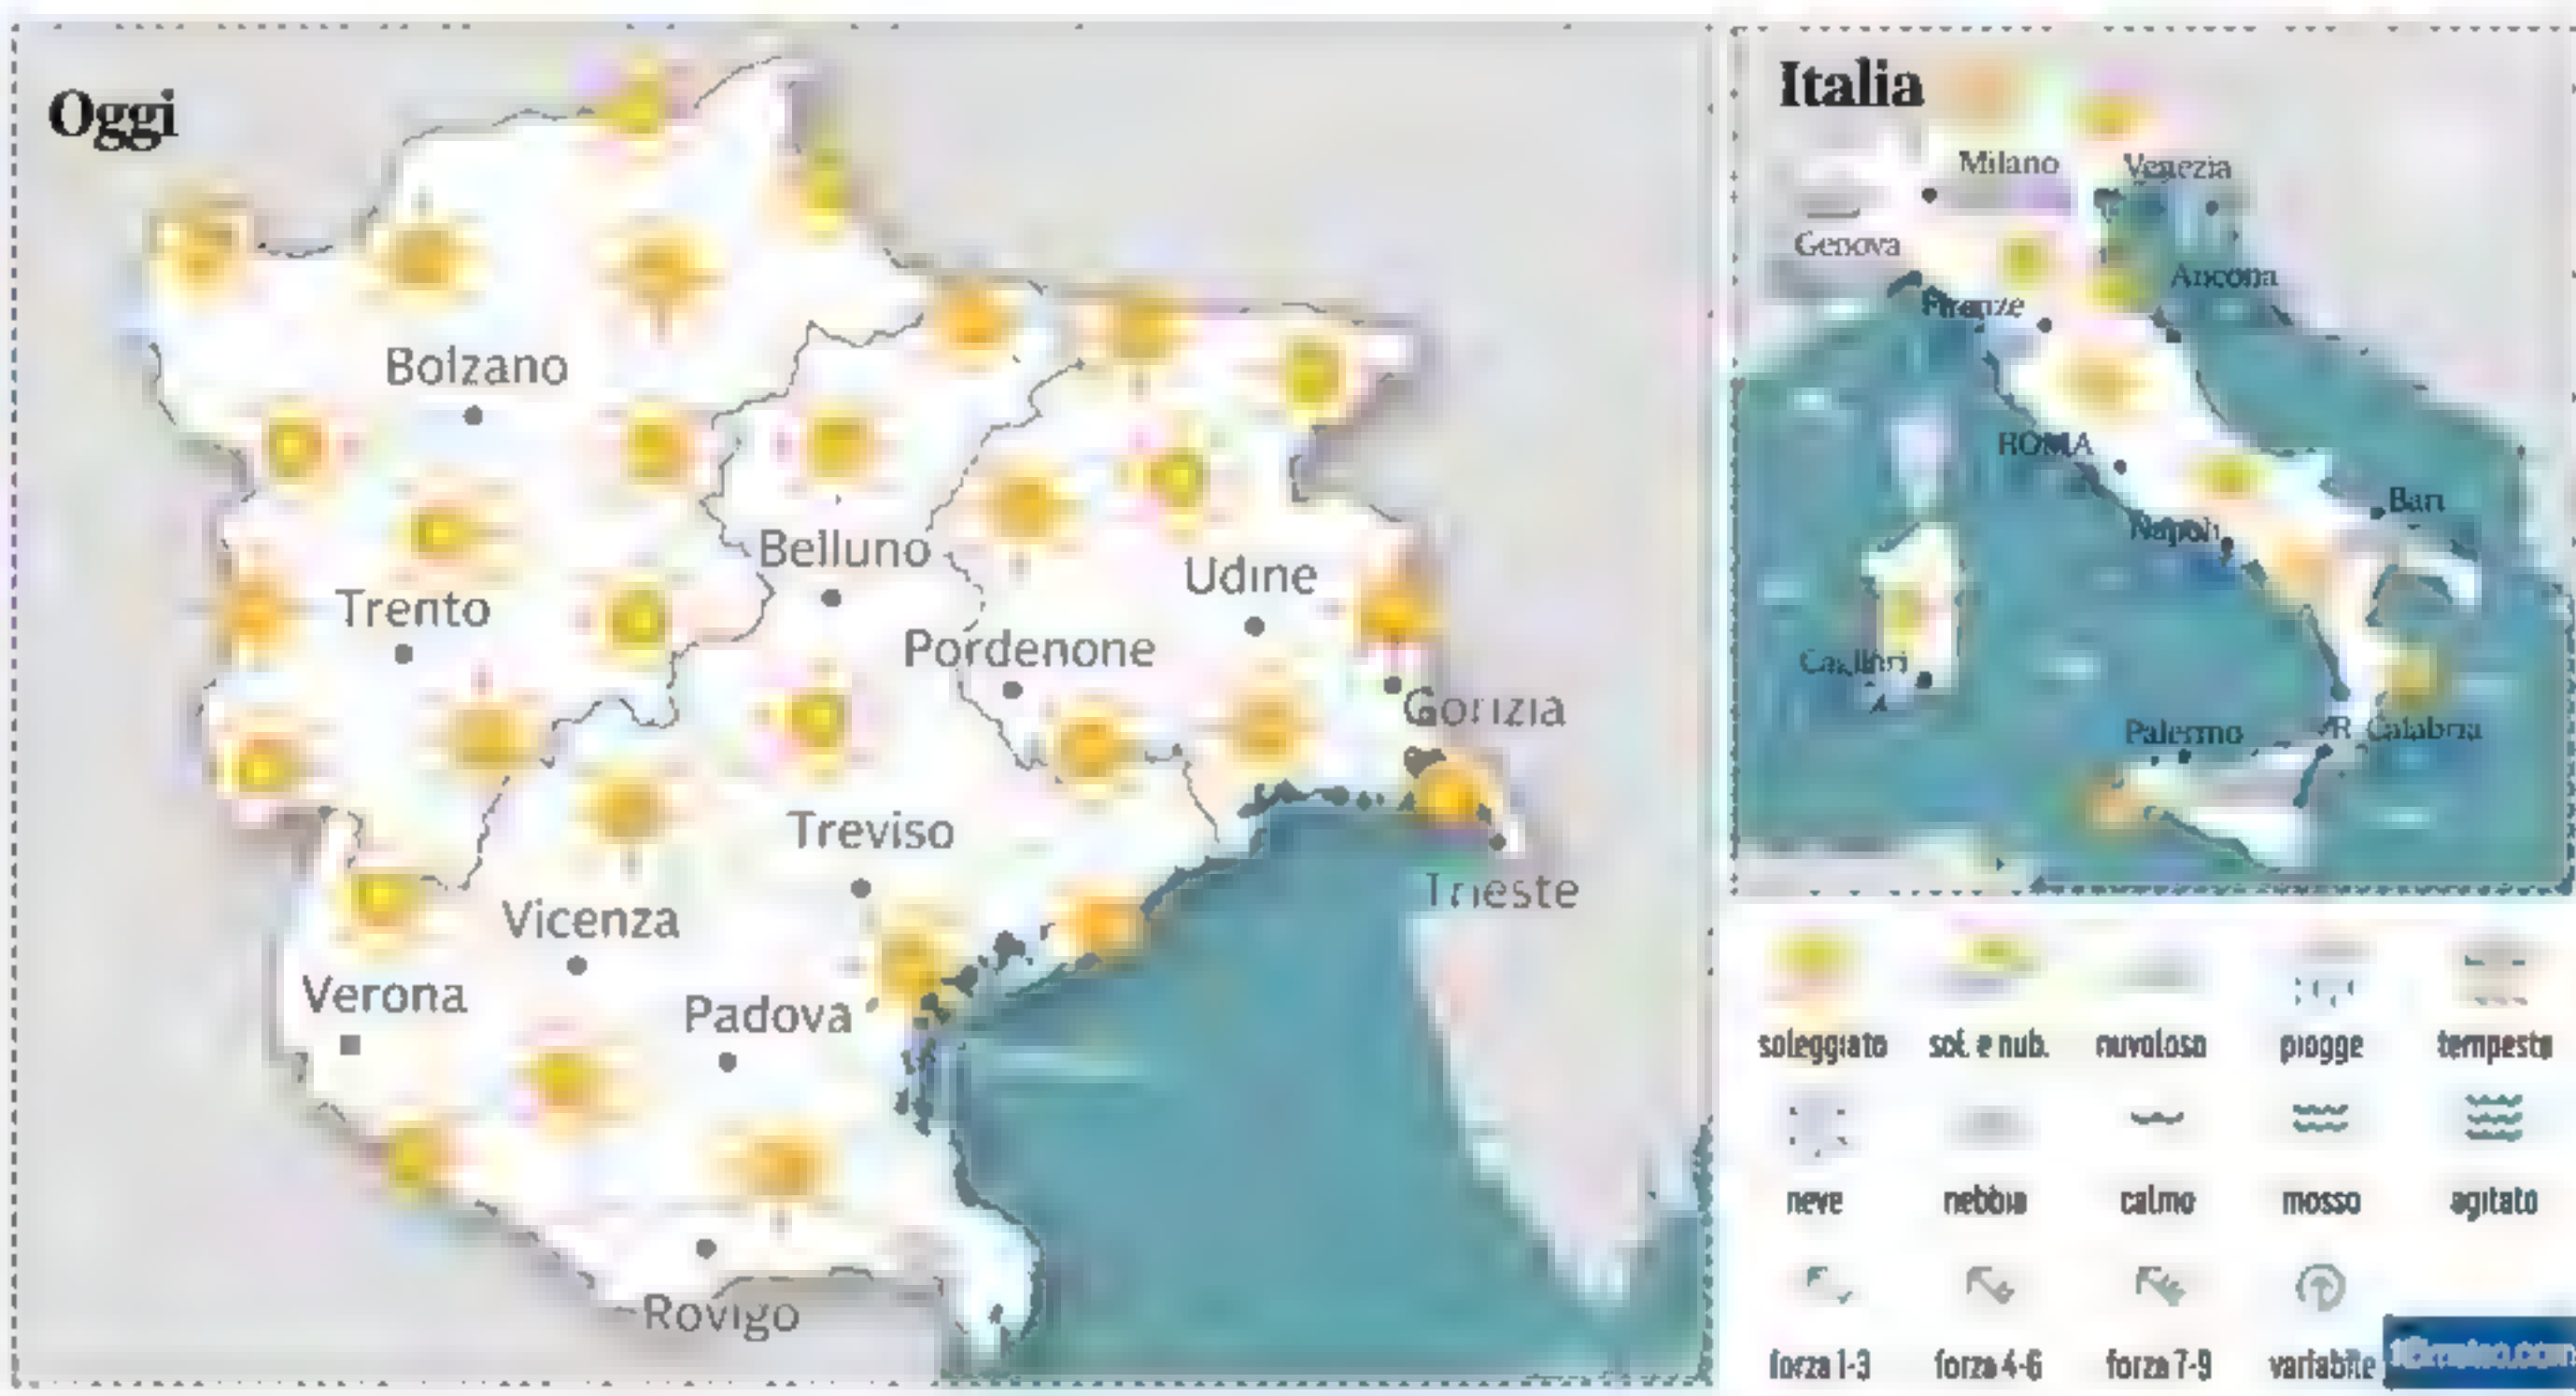 Oggi
Bolzano
Belluno
Trento
Udine
Pordenone
Gorizia
Treviso
Trieste
Vicenza
Verona
Padova
Rovigo
Italia
Milano
Venezia
Genova
Ancona
Firenze
ROMA
Bari
Napoli
Cagliari
Palermo
R. Calabria
soleggiato sol. e nub. nuvoloso piogge tempesta
neve nebbia calmo mosso agitato
forza 1-3 forza 4-6 forza 7-9 variabile